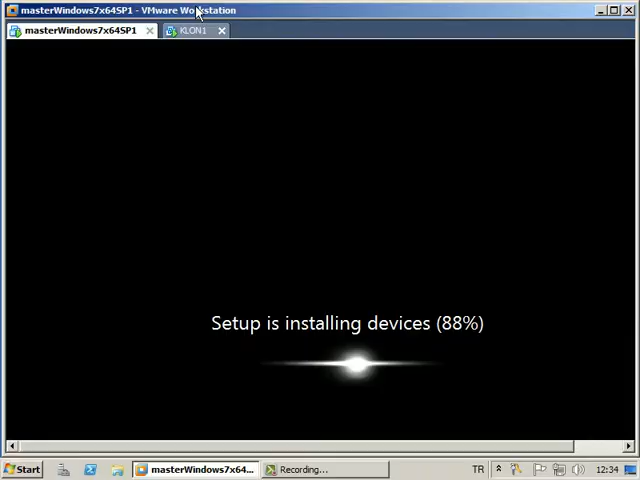 masterWindows7x64SP1 - VMware Workstation
masterWindows7x64SP1
KLON1
Setup is installing devices (88%)
Start
masterWindows7x64...
Recording...
TR
12:34